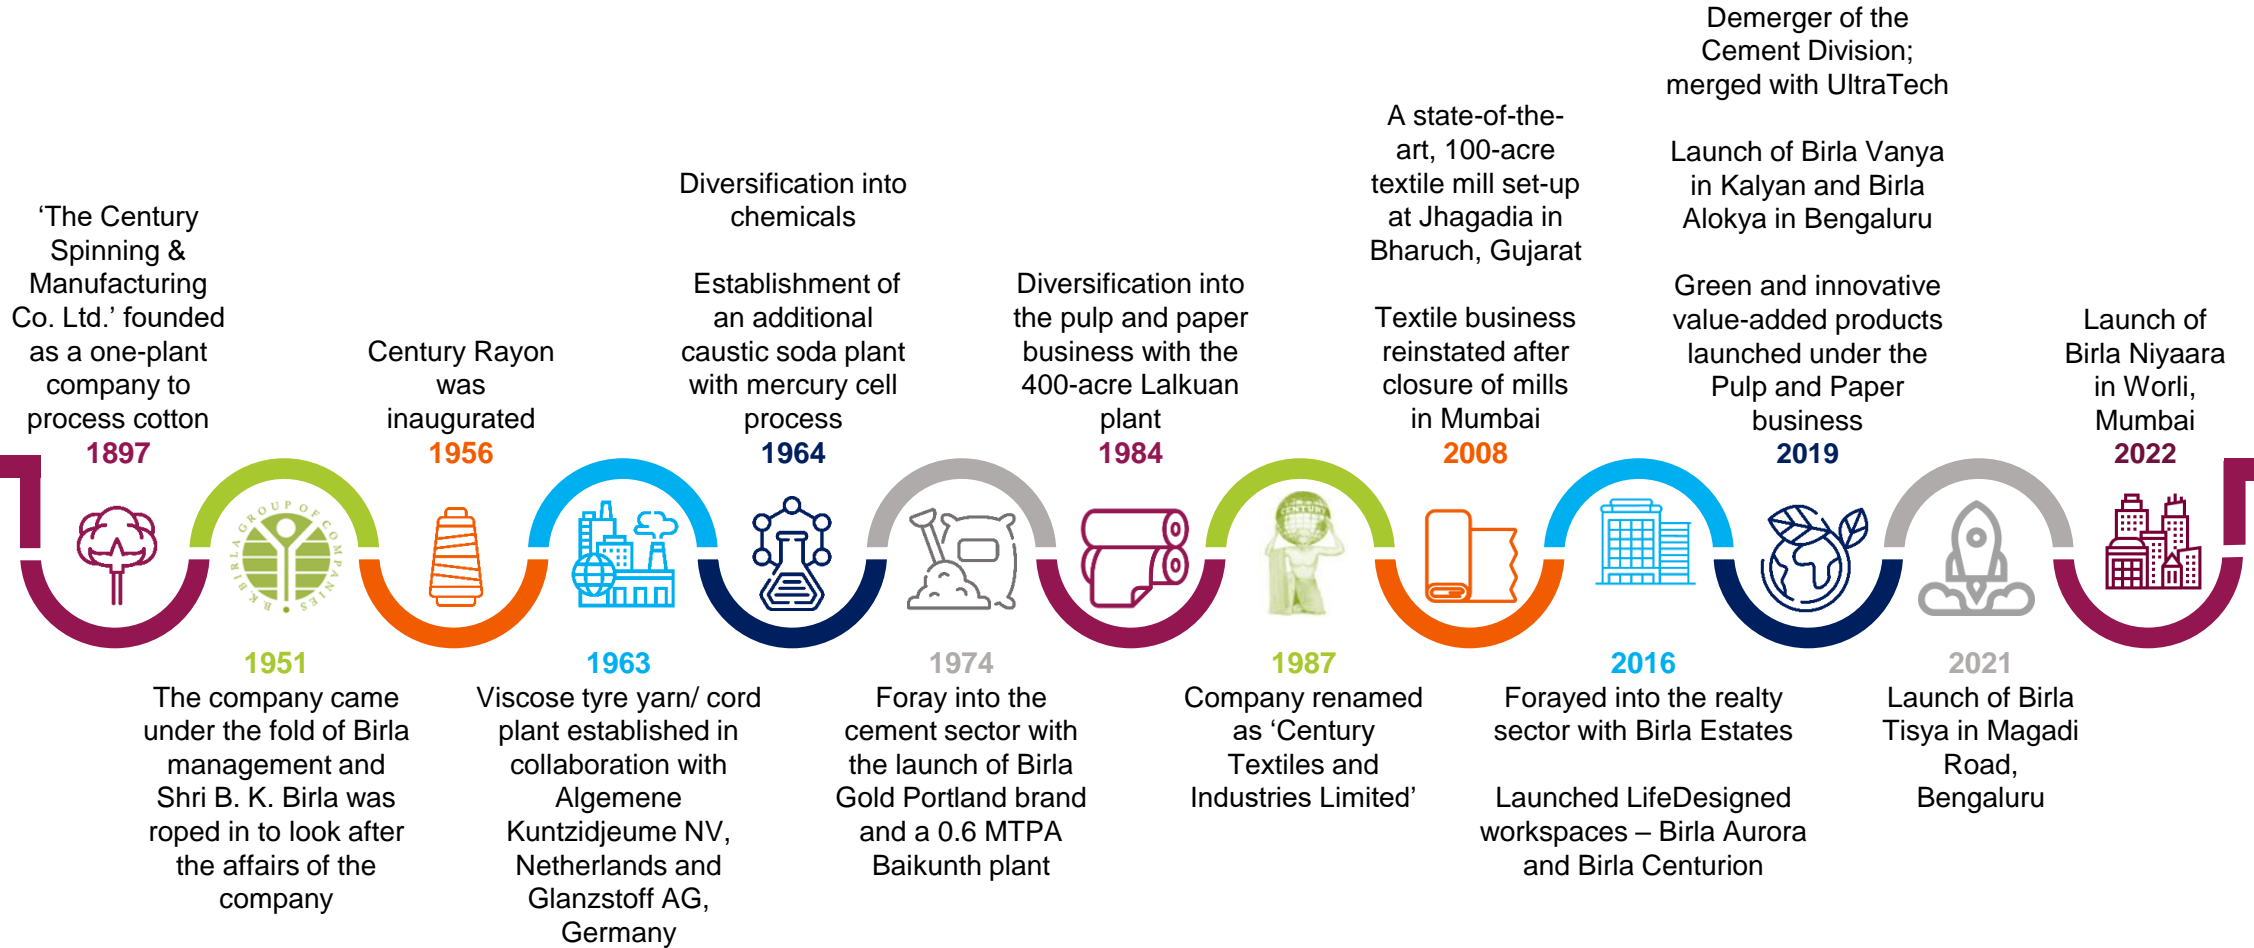 ‘The Century
Spinning &
Manufacturing
Co. Ltd.’ founded
as a one-plant
company to
process cotton
1897
B.K.BIRLA GROUP OF COMPANIES
1951
The company came
under the fold of Birla
management and
Shri B. K. Birla was
roped in to look after
the affairs of the
company
Century Rayon
was
inaugurated
1956
1963
Viscose tyre yarn/ cord
plant established in
collaboration with
Algemene
Kuntzidjeume NV,
Netherlands and
Glanzstoff AG,
Germany
Diversification into
chemicals
Establishment of
an additional
caustic soda plant
with mercury cell
process
1964
1974
Foray into the
cement sector with
the launch of Birla
Gold Portland brand
and a 0.6 MTPA
Baikunth plant
Diversification into
the pulp and paper
business with the
400-acre Lalkuan
plant
1984
CENTURY
1987
Company renamed
as ‘Century
Textiles and
Industries Limited’
A state-of-the-
art, 100-acre
textile mill set-up
at Jhagadia in
Bharuch, Gujarat
Textile business
reinstated after
closure of mills
in Mumbai
2008
2016
Forayed into the realty
sector with Birla Estates
Launched LifeDesigned
workspaces – Birla Aurora
and Birla Centurion
Demerger of the
Cement Division;
merged with UltraTech
Launch of Birla Vanya
in Kalyan and Birla
Alokya in Bengaluru
Green and innovative
value-added products
launched under the
Pulp and Paper
business
2019
2021
Launch of Birla
Tisya in Magadi
Road,
Bengaluru
Launch of
Birla Niyaara
in Worli,
Mumbai
2022